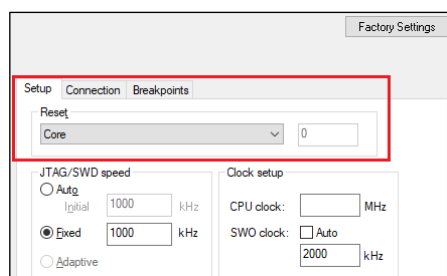 Factory Settings
Setup Connection Breakpoints
Reset
Core 0
JTAG/SWD speed Clock setup
Auto
Initial 1000 kHz CPU clock: MHz
Fixed 1000 kHz SWO clock: Auto
Adaptive 2000 kHz